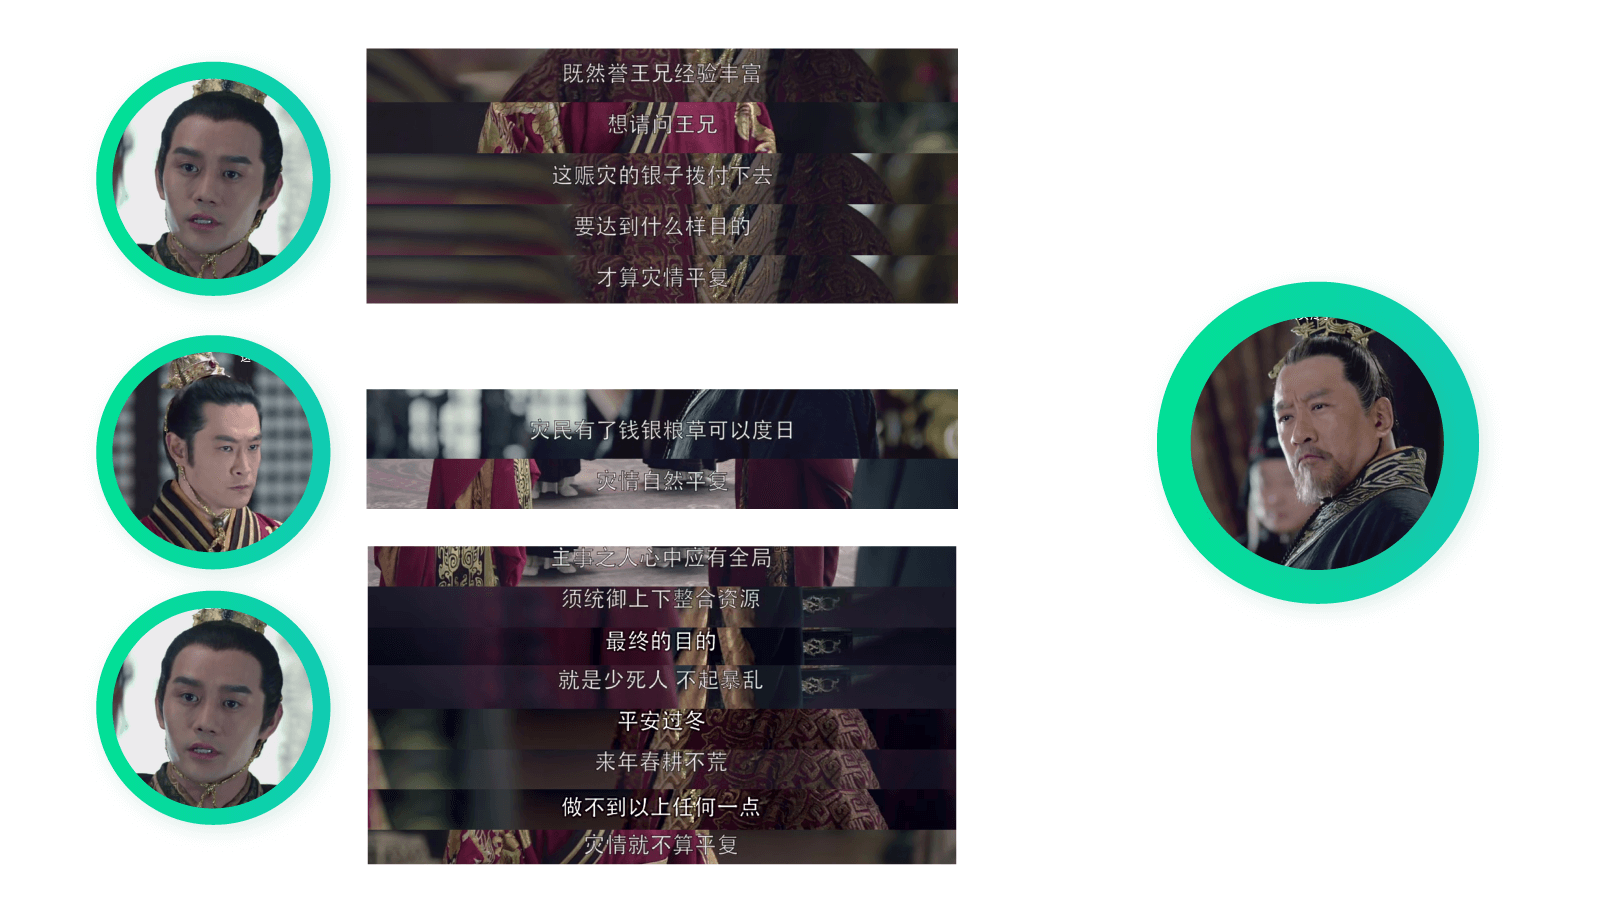 既然誉王兄经验丰富
想请问王兄
这赈灾的银子拨付下去
要达到什么样目的
才算灾情平复
这
灾民有了钱银粮草可以度日
灾情自然平复
主事之人心中应有全局
须统御上下整合资源
最终的目的
就是少死人 不起暴乱
平安过冬
来年春耕不荒
做不到以上任何一点
灾情就不算平复